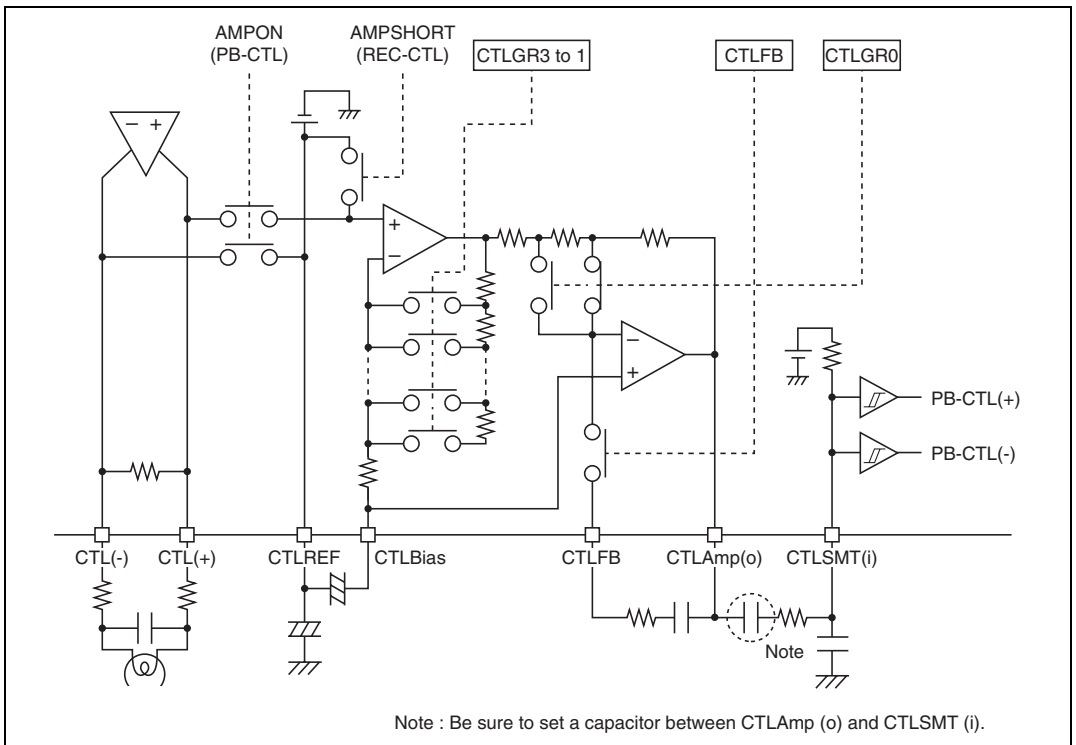 AMPON
(PB-CTL)
AMPSHORT
(REC-CTL)
CTLGR3 to 1
CTLFB
CTLGR0
− +
+
−
−
+
PB-CTL(+)
PB-CTL(-)
CTL(-)
CTL(+)
CTLREF
CTLBias
CTLFB
CTLAmp(o)
CTLSMT(i)
Note
Note : Be sure to set a capacitor between CTLAmp (o) and CTLSMT (i).